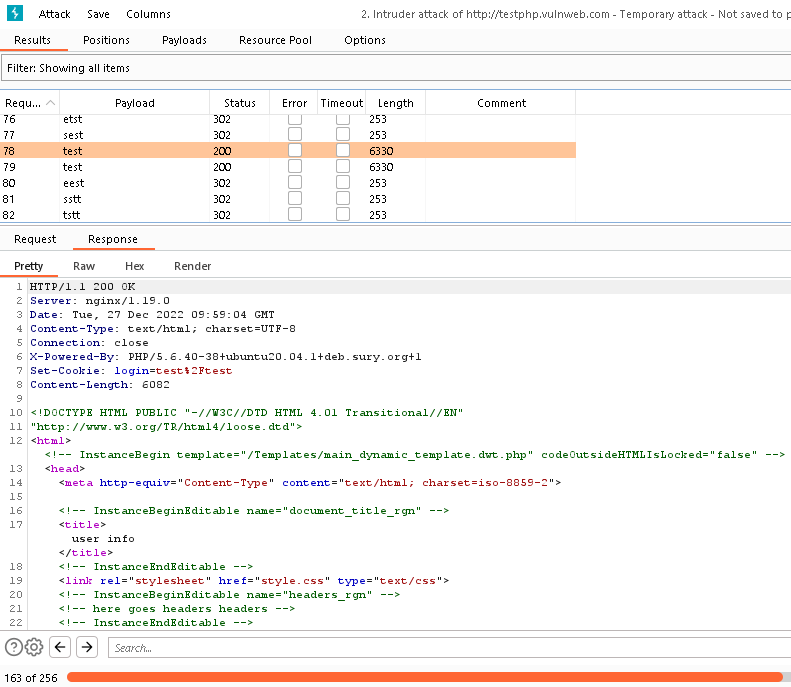 Attack Save Columns 2. Intruder attack of http://testphp.vulnweb.com - Temporary attack - Not saved to p
Results Positions Payloads Resource Pool Options
Filter: Showing all items
Requ... Payload Status Error Timeout Length Comment
76 etst 302 253
77 sest 302 253
78 test 200 6330
79 test 200 6330
80 eest 302 253
81 sstt 302 253
82 tstt 302 253
Request Response
Pretty Raw Hex Render
1 HTTP/1.1 200 OK
2 Server: nginx/1.19.0
3 Date: Tue, 27 Dec 2022 09:59:04 GMT
4 Content-Type: text/html; charset=UTF-8
5 Connection: close
6 X-Powered-By: PHP/5.6.40-38+ubuntu20.04.1+deb.sury.org+1
7 Set-Cookie: login=test%2Ftest
8 Content-Length: 6082
9
10 <!DOCTYPE HTML PUBLIC "-//W3C//DTD HTML 4.01 Transitional//EN"
11 "http://www.w3.org/TR/html4/loose.dtd">
12 <html>
<!-- InstanceBegin template="/Templates/main_dynamic_template.dwt.php" codeOutsideHTMLIsLocked="false" -->
13 <head>
14 <meta http-equiv="Content-Type" content="text/html; charset=iso-8859-2">
15
16 <!-- InstanceBeginEditable name="document_title_rgn" -->
17 <title>
user info
</title>
18 <!-- InstanceEndEditable -->
19 <link rel="stylesheet" href="style.css" type="text/css">
20 <!-- InstanceBeginEditable name="headers_rgn" -->
21 <!-- here goes headers headers -->
22 <!-- InstanceEndEditable -->
Search...
163 of 256